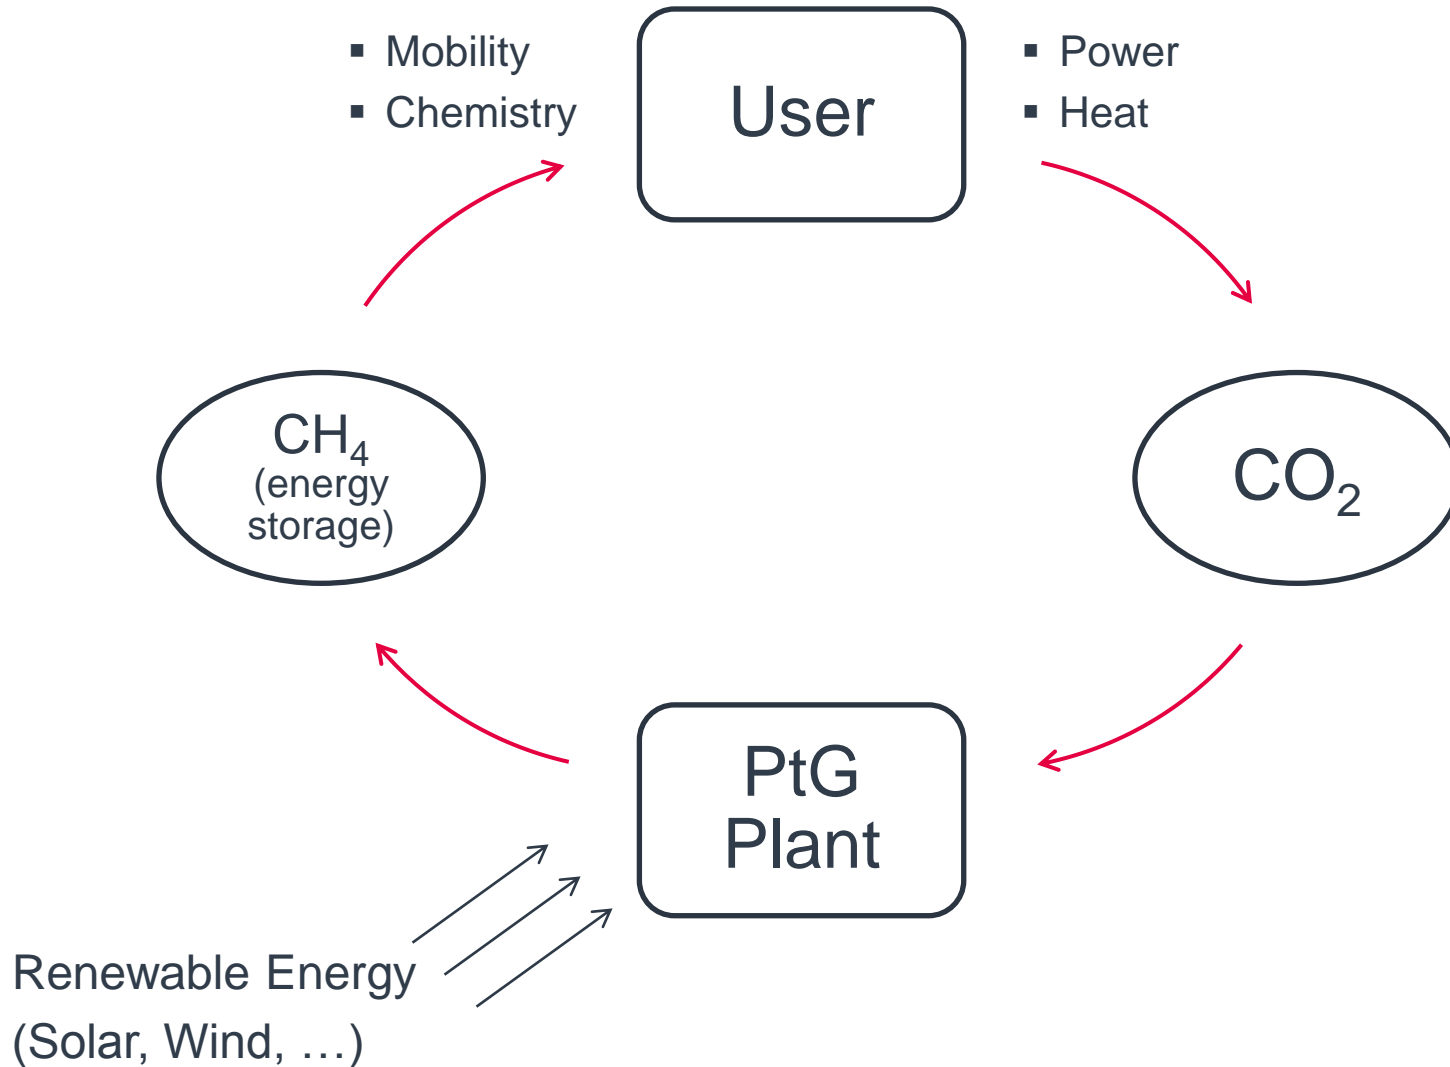 ▪ Mobility
▪ Chemistry
User
▪ Power
▪ Heat
CH₄
(energy
storage)
CO₂
PtG
Plant
Renewable Energy
(Solar, Wind, …)